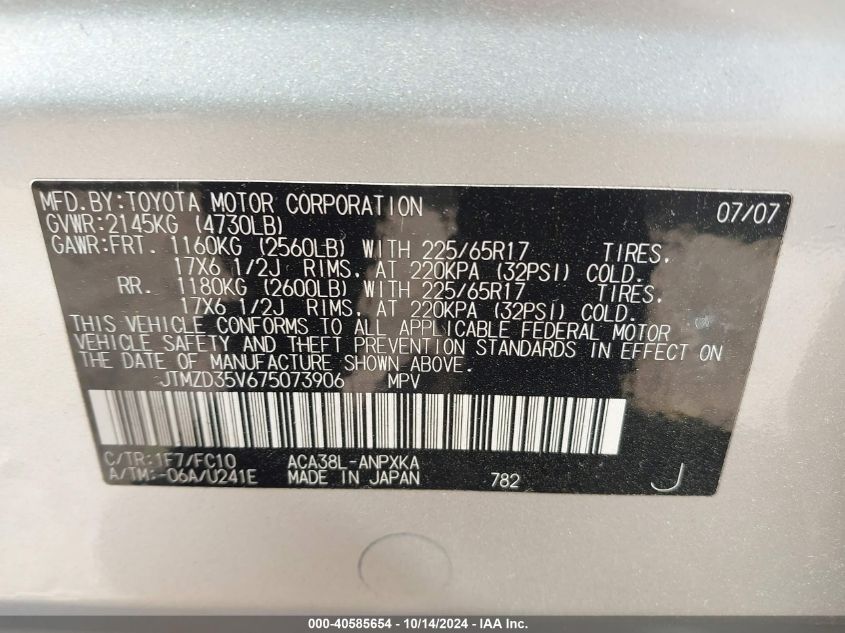 MFD.BY:TOYOTA MOTOR CORPORATION 07/07
GVWR:2145KG (4730LB)
GAWR:FRT. 1160KG (2560LB) WITH 225/65R17 TIRES,
17X6 1/2J RIMS, AT 220KPA (32PSI) COLD.
RR. 1180KG (2600LB) WITH 225/65R17 TIRES,
17X6 1/2J RIMS, AT 220KPA (32PSI) COLD.
THIS VEHICLE CONFORMS TO ALL APPLICABLE FEDERAL MOTOR
VEHICLE SAFETY AND THEFT PREVENTION STANDARDS IN EFFECT ON
THE DATE OF MANUFACTURE SHOWN ABOVE.
JTMZD35V675073906 MPV
C/TR:1F7/FC10 ACA38L-ANPXKA
A/TM:-06A/U241E MADE IN JAPAN 782 J
000-40585654 / 10/14/2024 - IAA Inc.